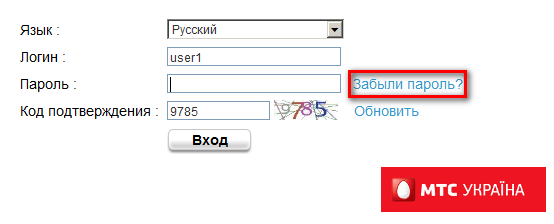 Язык : Русский
Логин : user1
Пароль : Забыли пароль?
Код подтверждения : 9785 9785 Обновить
Вход
МТС УКРАЇНА